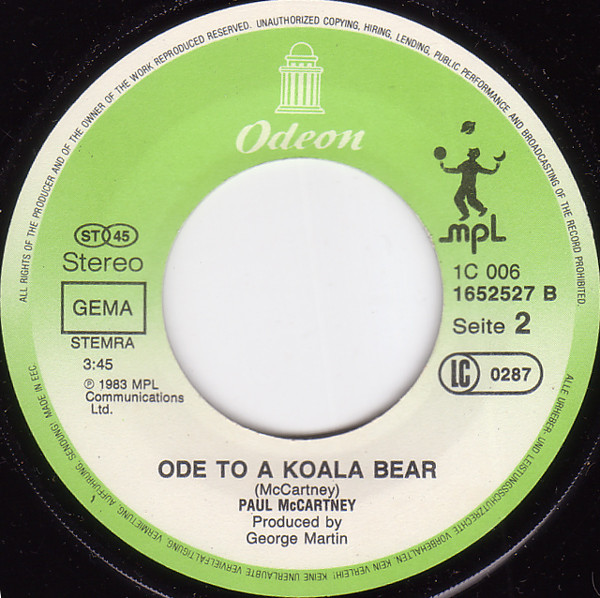 ALL RIGHTS OF THE PRODUCER AND OF THE OWNER OF THE WORK REPRODUCED RESERVED. UNAUTHORIZED COPYING, HIRING, LENDING, PUBLIC PERFORMANCE AND BROADCASTING OF THE RECORD PROHIBITED.
Odeon
mpl
ST 45
Stereo
GEMA
STEMRA
3:45
℗ 1983 MPL
Communications
Ltd.
1C 006
1652527 B
Seite 2
LC 0287
ODE TO A KOALA BEAR
(McCartney)
PAUL McCARTNEY
Produced by
George Martin
ALLE URHEBER- UND LEISTUNGSSCHUTZRECHTE VORBEHALTEN. KEIN VERLEIH! KEINE UNERLAUBTE VERVIELFÄLTIGUNG, VERMIETUNG, AUFFÜHRUNG, SENDUNG! MADE IN EEC.